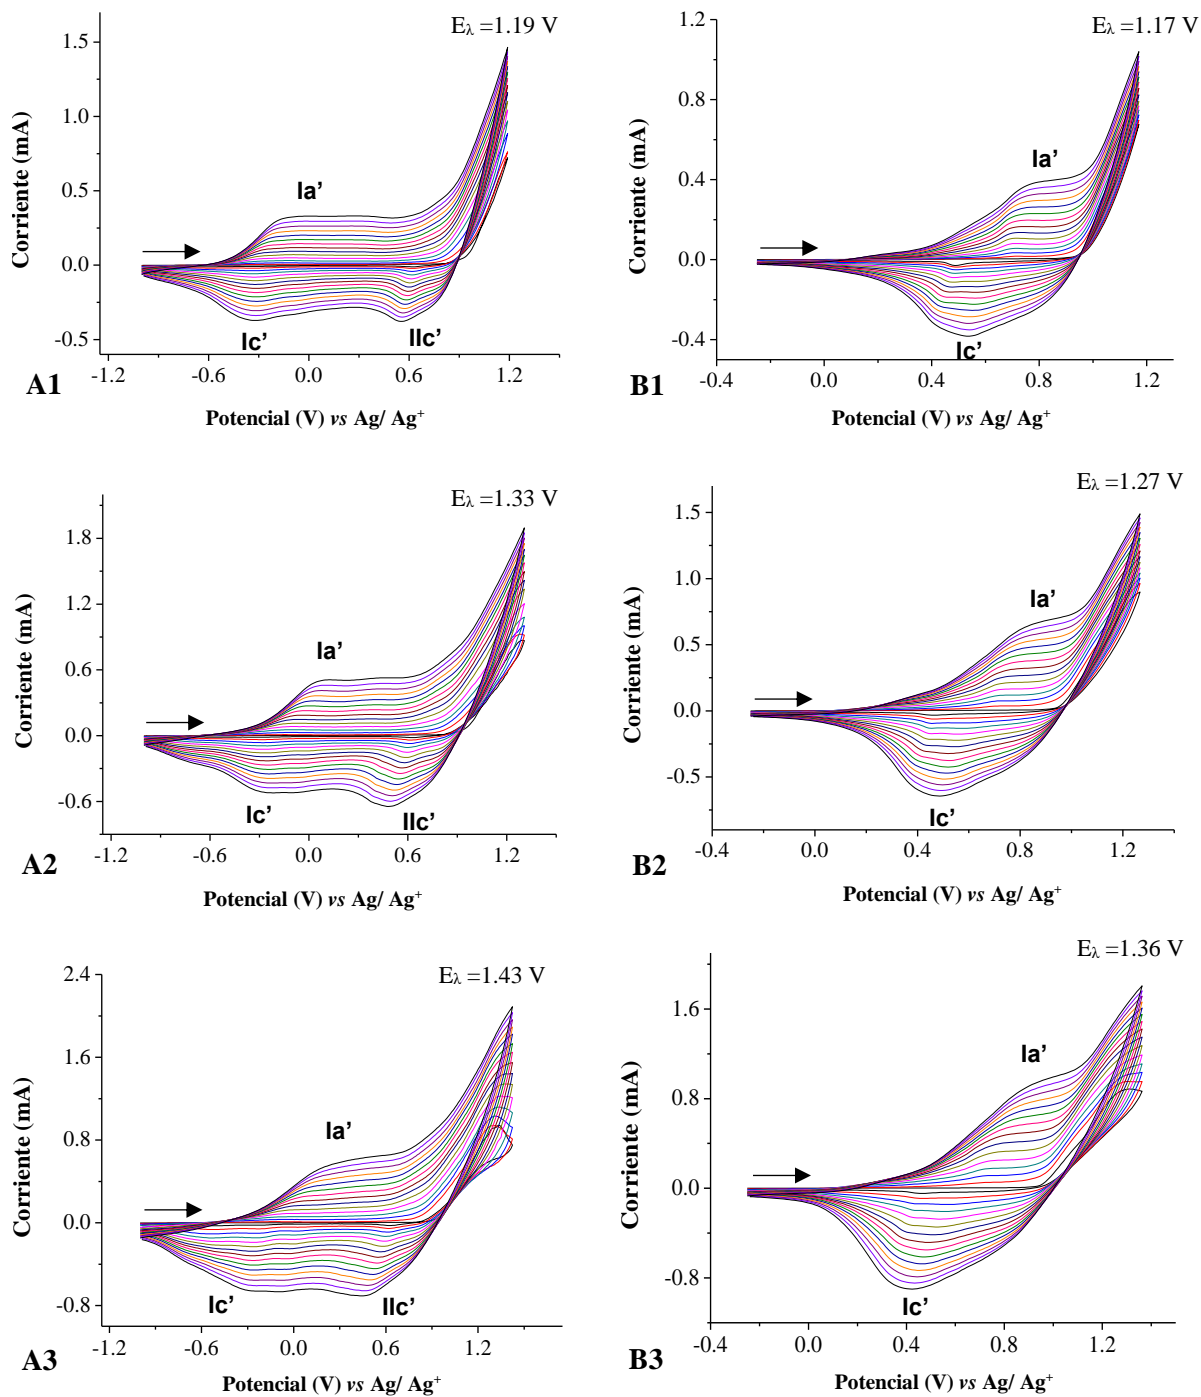 E_λ =1.19 V
Corriente (mA)
1.5
1.0
0.5
0.0
-0.5
Ia’
Ic’
IIc’
-1.2 -0.6 0.0 0.6 1.2
A1
Potencial (V) vs Ag/ Ag⁺
E_λ =1.17 V
Corriente (mA)
1.2
0.8
0.4
0.0
-0.4
Ia’
Ic’
-0.4 0.0 0.4 0.8 1.2
B1
Potencial (V) vs Ag/ Ag⁺
E_λ =1.33 V
Corriente (mA)
1.8
1.2
0.6
0.0
-0.6
Ia’
Ic’
IIc’
-1.2 -0.6 0.0 0.6 1.2
A2
Potencial (V) vs Ag/ Ag⁺
E_λ =1.27 V
Corriente (mA)
1.5
1.0
0.5
0.0
-0.5
Ia’
Ic’
-0.4 0.0 0.4 0.8 1.2
B2
Potencial (V) vs Ag/ Ag⁺
E_λ =1.43 V
Corriente (mA)
2.4
1.6
0.8
0.0
-0.8
Ia’
Ic’
IIc’
-1.2 -0.6 0.0 0.6 1.2
A3
Potencial (V) vs Ag/ Ag⁺
E_λ =1.36 V
Corriente (mA)
1.6
0.8
0.0
-0.8
Ia’
Ic’
-0.4 0.0 0.4 0.8 1.2
B3
Potencial (V) vs Ag/ Ag⁺